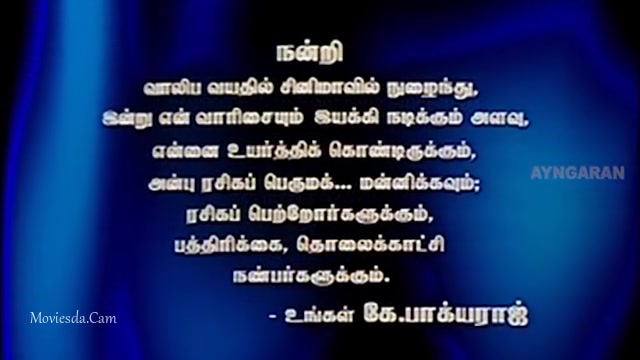 நன்றி
வாலிப வயதில் சினிமாவில் நுழைந்து,
இன்று என் வாரிசையும் இயக்கி நடிக்கும் அளவு,
என்னை உயர்த்திக் கொண்டிருக்கும்,
அன்பு ரசிகப் பெருமக்... மன்னிக்கவும்;
ரசிகப் பெற்றோர்களுக்கும்,
பத்திரிக்கை, தொலைக்காட்சி
நண்பர்களுக்கும்.
- உங்கள் கே.பாக்யராஜ்
AYNGARAN
Moviesda.Cam